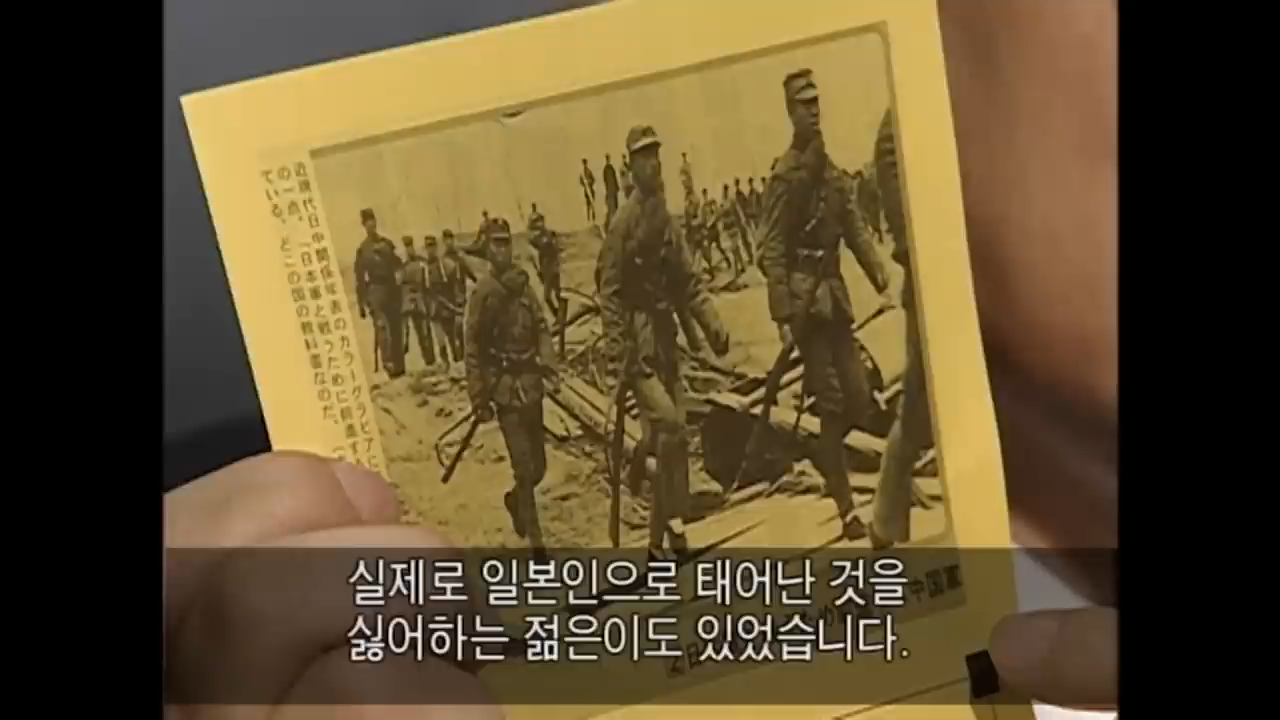 近現代日中関係年表のカラーグラビアに
の一点。「日本軍と戦うために前進す
ている。どこの国の教科書なのだ。
中国軍
실제로 일본인으로 태어난 것을
싫어하는 젊은이도 있었습니다.